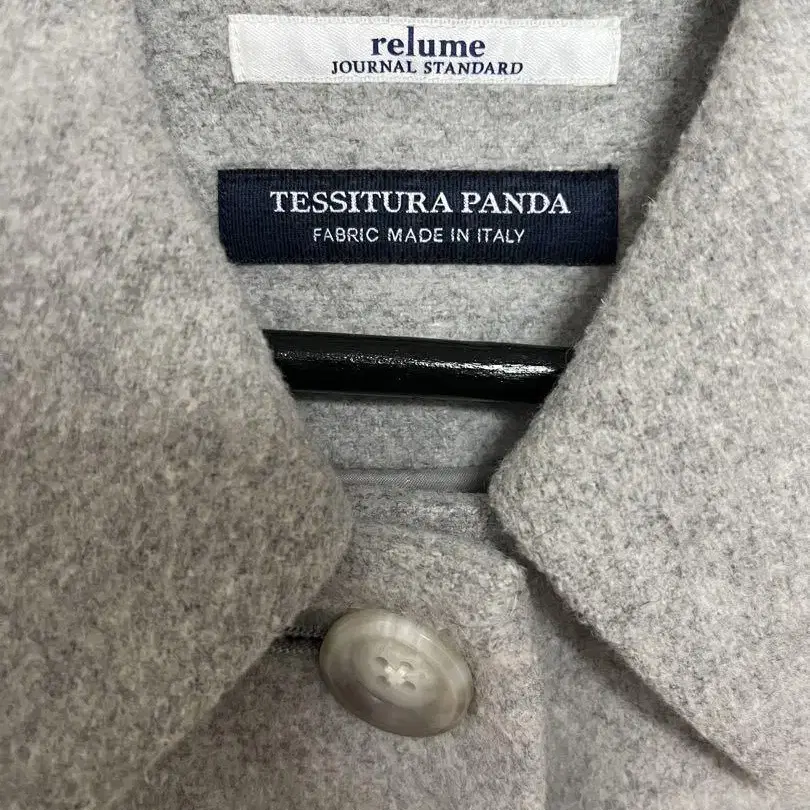 relume
JOURNAL STANDARD
TESSITURA PANDA
FABRIC MADE IN ITALY